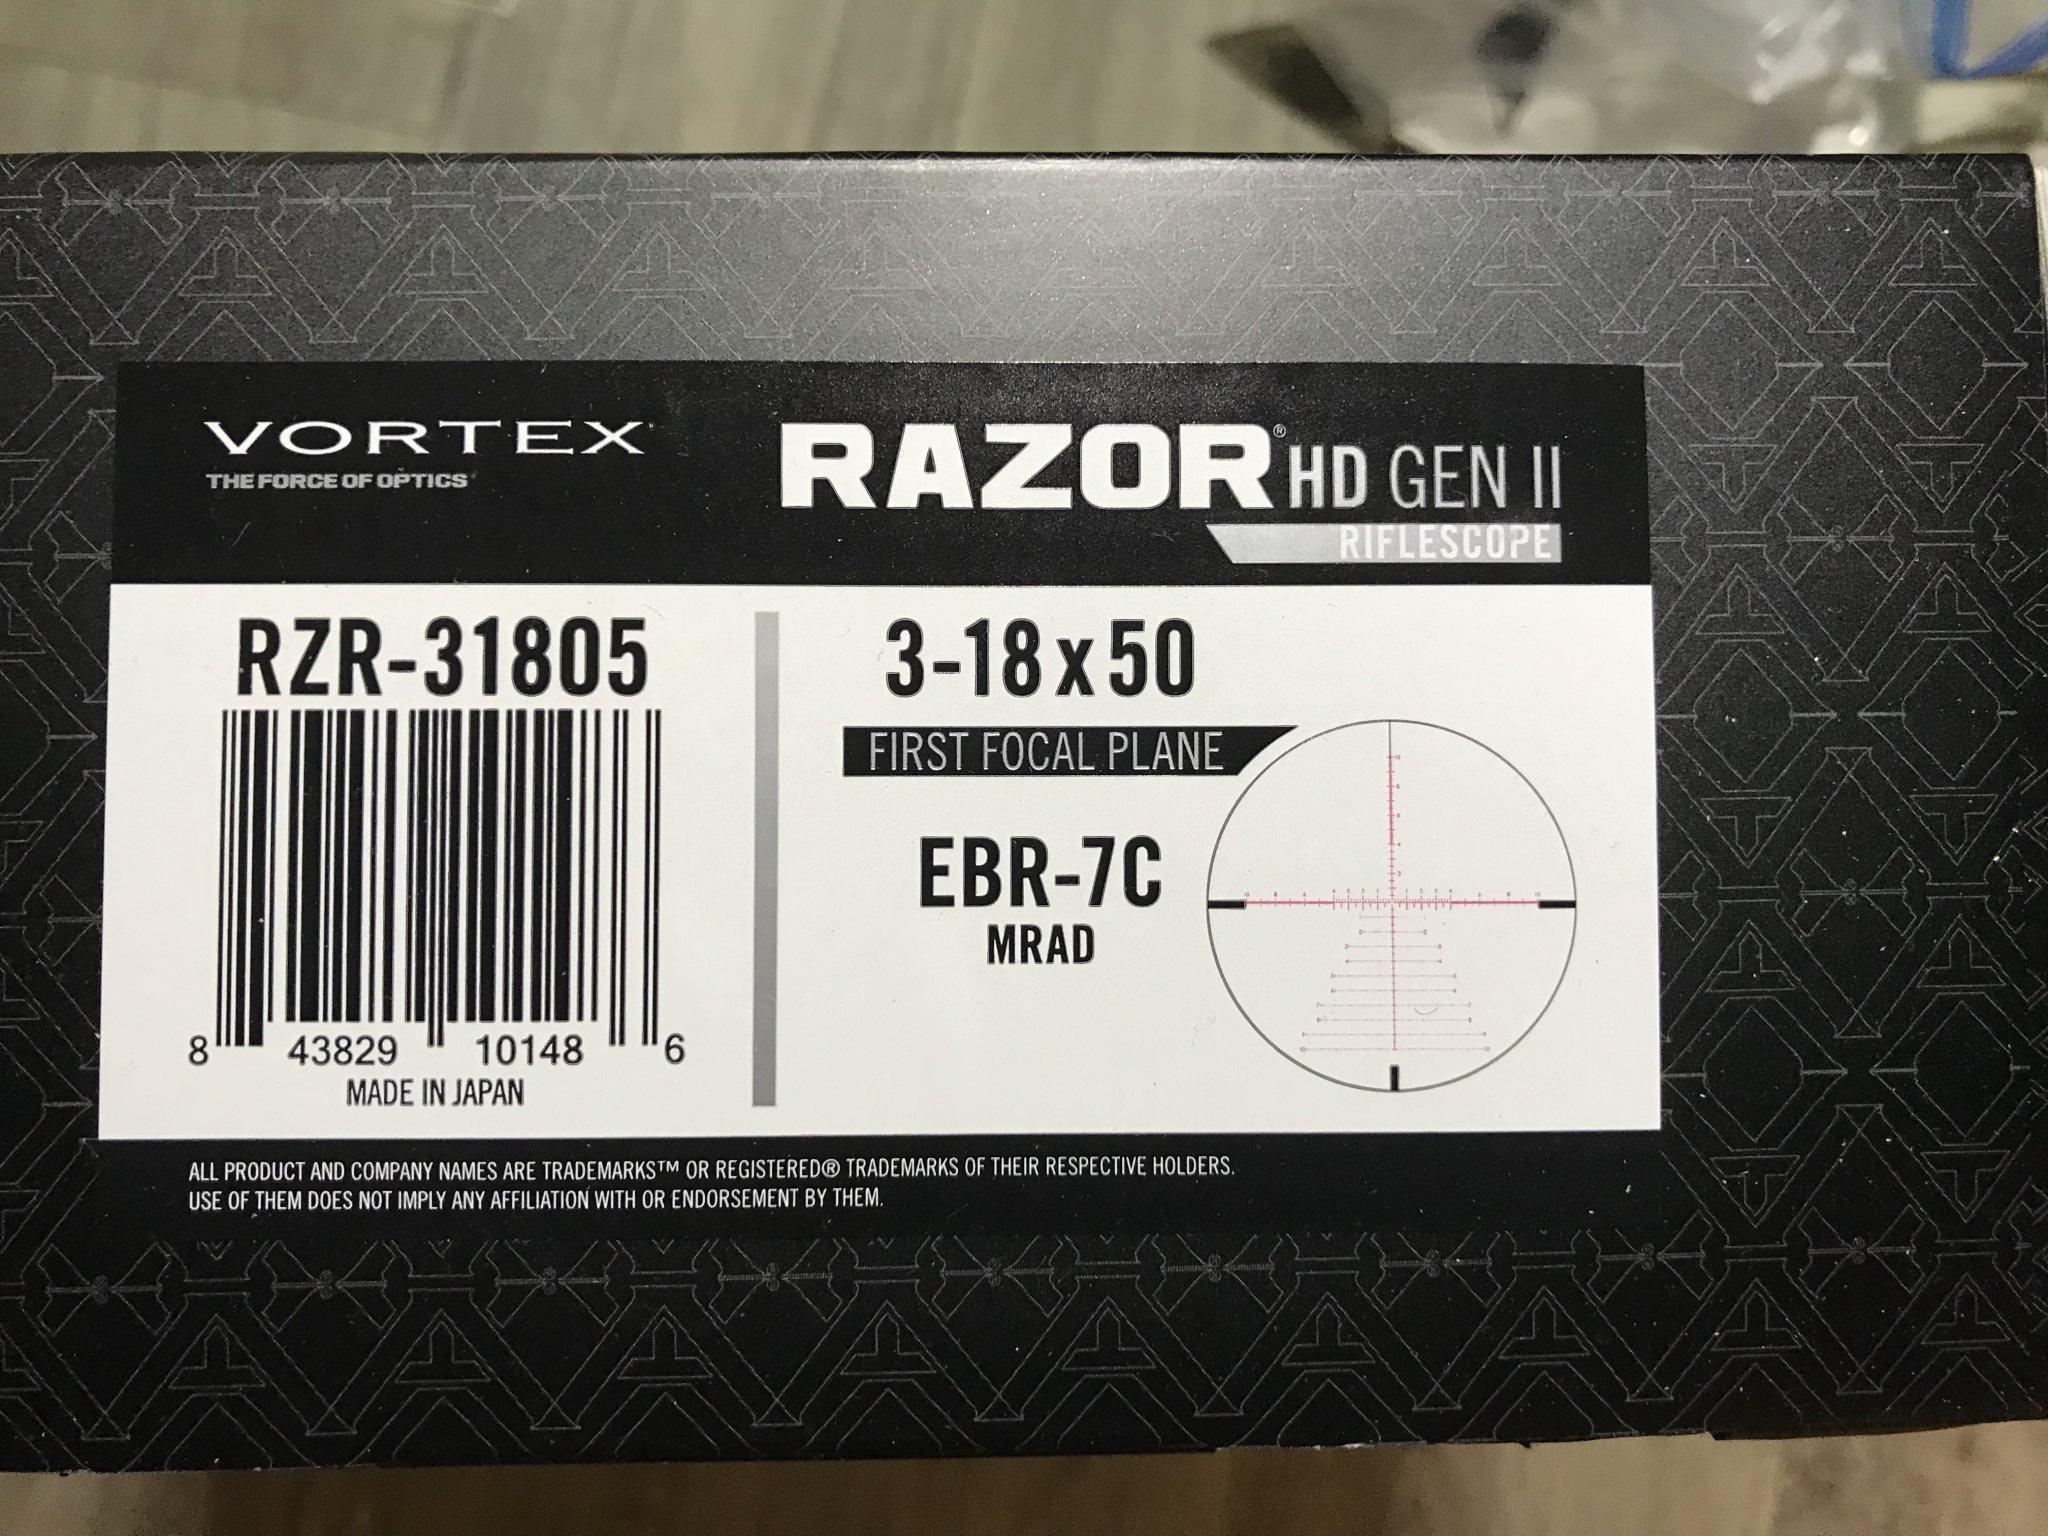 VORTEX®
THE FORCE OF OPTICS®
RAZOR® HD GEN II
RIFLESCOPE
RZR-31805
8 43829 10148 6
MADE IN JAPAN
3-18 x 50
FIRST FOCAL PLANE
EBR-7C
MRAD
ALL PRODUCT AND COMPANY NAMES ARE TRADEMARKS™ OR REGISTERED® TRADEMARKS OF THEIR RESPECTIVE HOLDERS.
USE OF THEM DOES NOT IMPLY ANY AFFILIATION WITH OR ENDORSEMENT BY THEM.